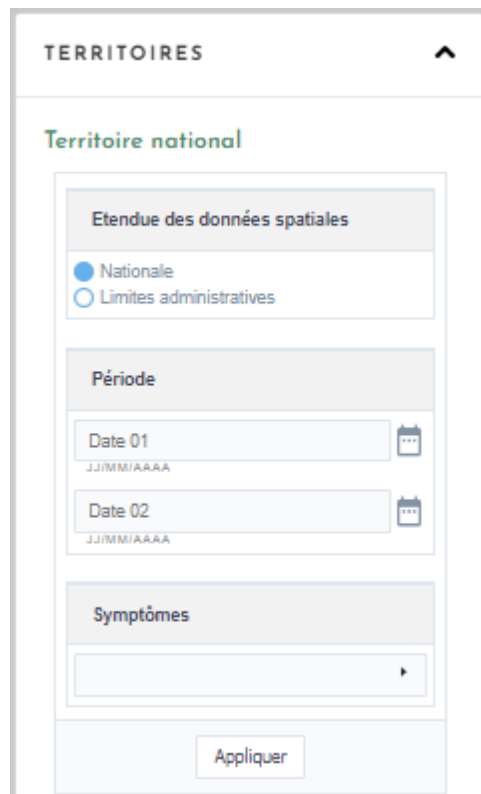 TERRITOIRES
Territoire national
Etendue des données spatiales
Nationale
Limites administratives
Période
Date 01
JJ/MM/AAAA
Date 02
JJ/MM/AAAA
Symptômes
Appliquer